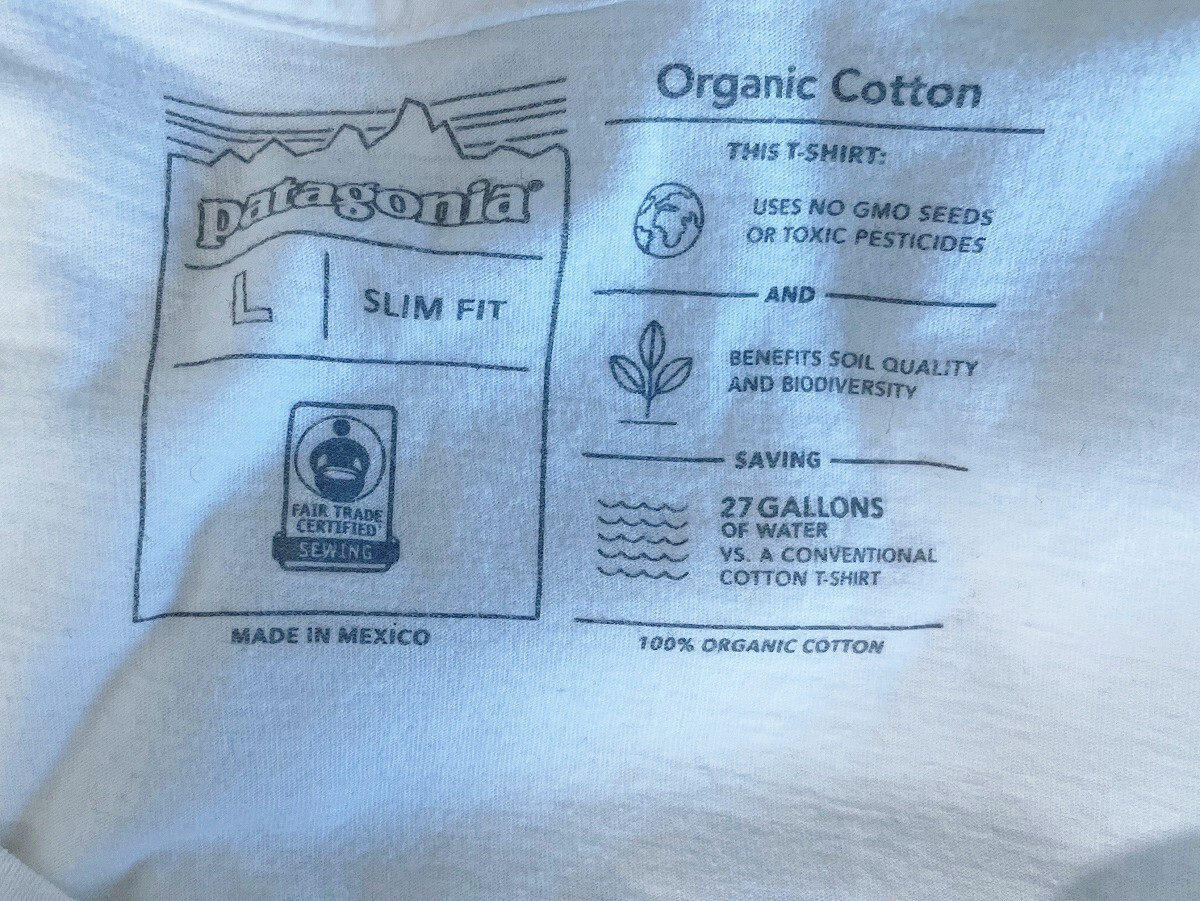 patagonia®
L
SLIM FIT
FAIR TRADE
CERTIFIED
SEWING
MADE IN MEXICO
Organic Cotton
THIS T-SHIRT:
USES NO GMO SEEDS
OR TOXIC PESTICIDES
AND
BENEFITS SOIL QUALITY
AND BIODIVERSITY
SAVING
27 GALLONS
OF WATER
VS. A CONVENTIONAL
COTTON T-SHIRT
100% ORGANIC COTTON